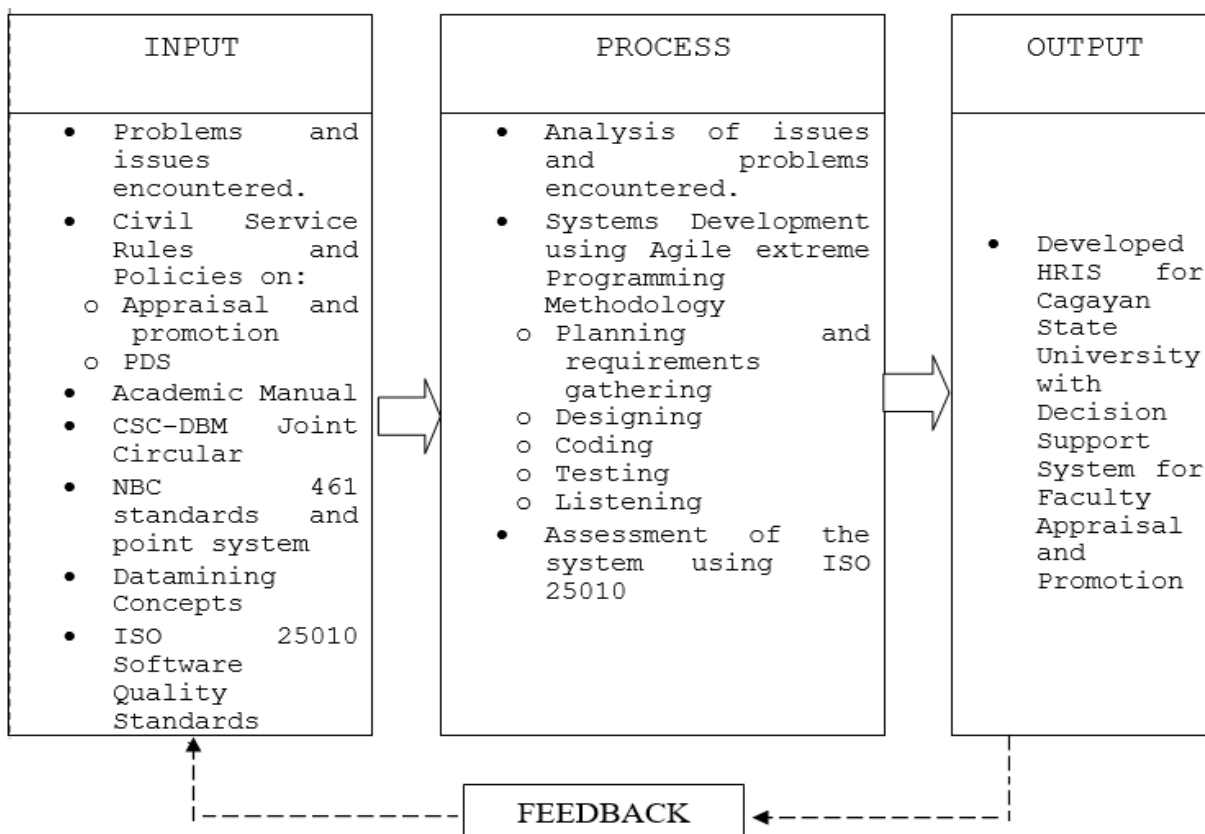 INPUT
Problems and
issues
encountered.
Civil Service
Rules and
Policies on:
o Appraisal and
promotion
o PDS
Academic Manual
CSC-DBM Joint
Circular
NBC 461
standards and
point system
Datamining
Concepts
ISO 25010
Software
Quality
Standards
PROCESS
Analysis of issues
and problems
encountered.
Systems Development
using Agile extreme
Programming
Methodology
o Planning and
requirements
gathering
o Designing
o Coding
o Testing
o Listening
Assessment of the
system using ISO
25010
OUTPUT
Developed
HRIS for
Cagayan
State
University
with
Decision
Support
System for
Faculty
Appraisal
and
Promotion
FEEDBACK